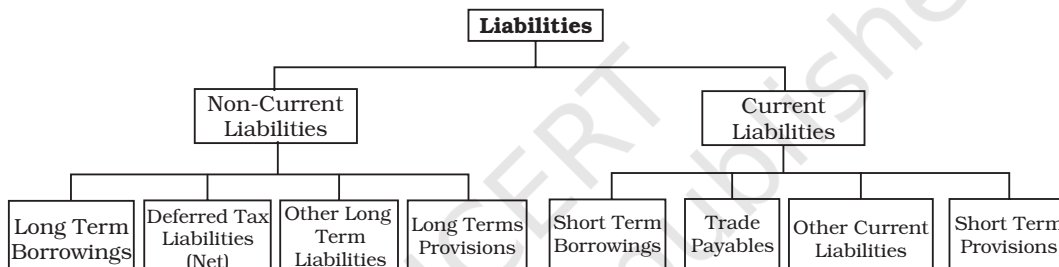 Liabilities
Non-Current
Liabilities
Current
Liabilities
Long Term
Borrowings
Deferred Tax
Liabilities
(Net)
Other Long
Term
Liabilities
Long Terms
Provisions
Short Term
Borrowings
Trade
Payables
Other Current
Liabilities
Short Term
Provisions